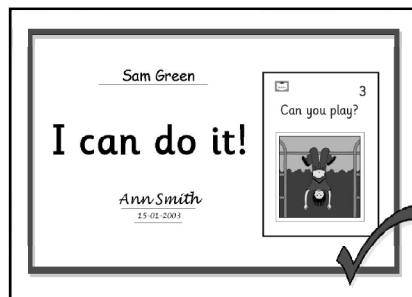 Sam Green
3
Can you play?
I can do it!
Ann Smith
15-01-2003